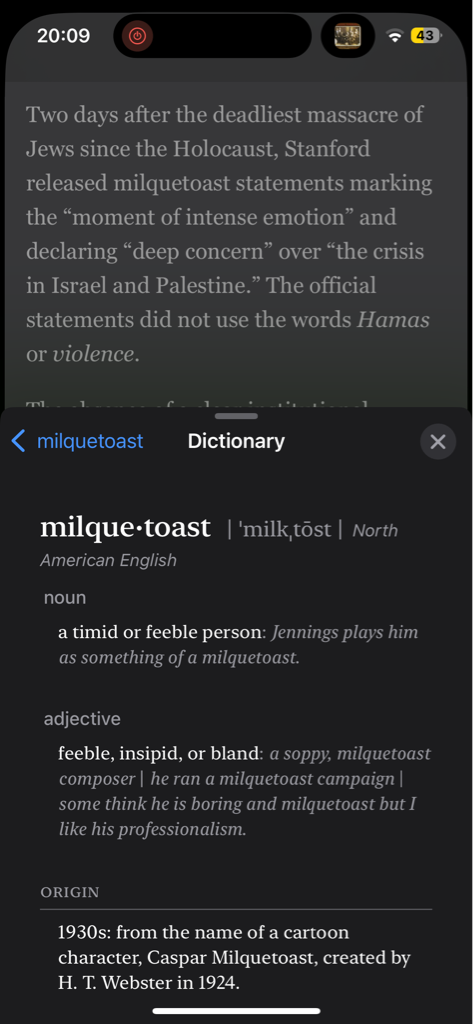 20:09
43
Two days after the deadliest massacre of
Jews since the Holocaust, Stanford
released milquetoast statements marking
the “moment of intense emotion” and
declaring “deep concern” over “the crisis
in Israel and Palestine.” The official
statements did not use the words Hamas
or violence.
milquetoast
Dictionary
milque·toast | ˈmilkˌtōst | North
American English
noun
a timid or feeble person: Jennings plays him
as something of a milquetoast.
adjective
feeble, insipid, or bland: a soppy, milquetoast
composer | he ran a milquetoast campaign |
some think he is boring and milquetoast but I
like his professionalism.
ORIGIN
1930s: from the name of a cartoon
character, Caspar Milquetoast, created by
H. T. Webster in 1924.